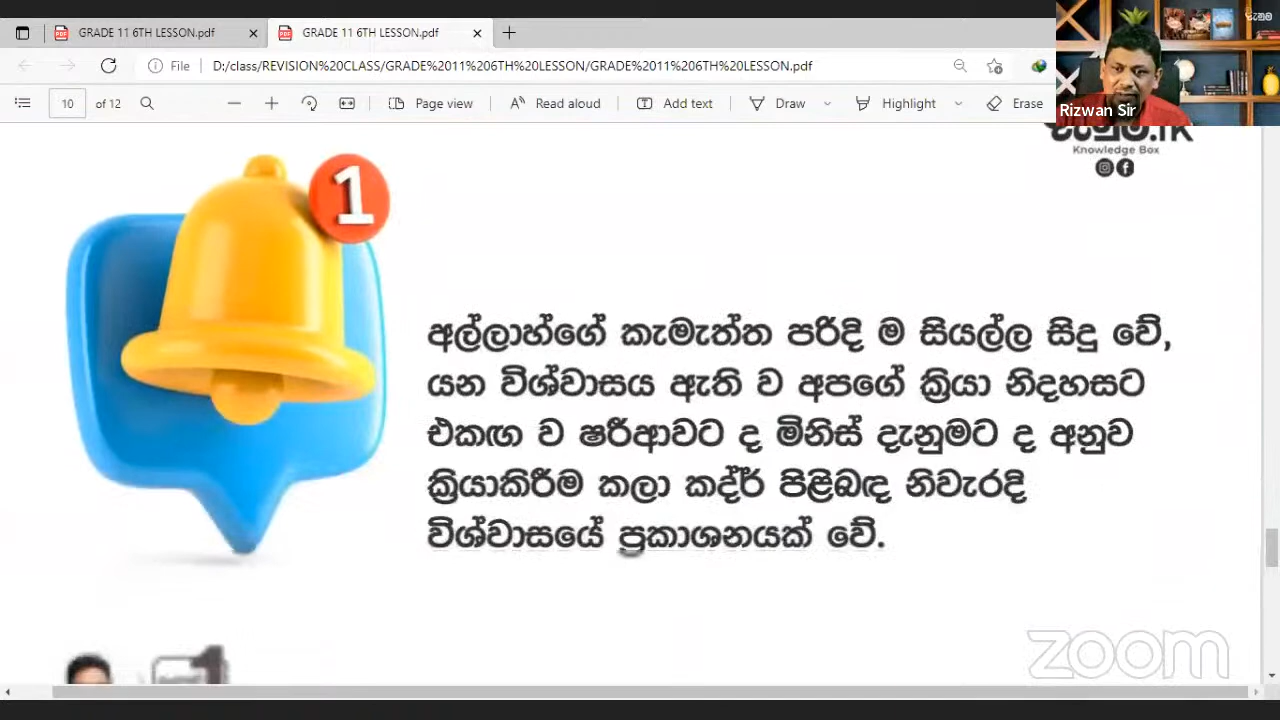 GRADE 11 6TH LESSON.pdf
GRADE 11 6TH LESSON.pdf
File D:/class/REVISION%20CLASS/GRADE%2011%206TH%20LESSON/GRADE%2011%206TH%20LESSON.pdf
10 of 12 Page view Read aloud Add text Draw Highlight Erase
Rizwan Sir
Knowledge Box
1
අල්ලාහ්ගේ කැමැත්ත පරිදි ම සියල්ල සිදු වේ,
යන විශ්වාසය ඇති ව අපගේ ක්‍රියා නිදහසට
එකඟ ව ෂරීආවට ද මිනිස් දැනුමට ද අනුව
ක්‍රියාකිරීම කලා කද්ර් පිළිබඳ නිවැරදි
විශ්වාසයේ ප්‍රකාශනයක් වේ.
zoom